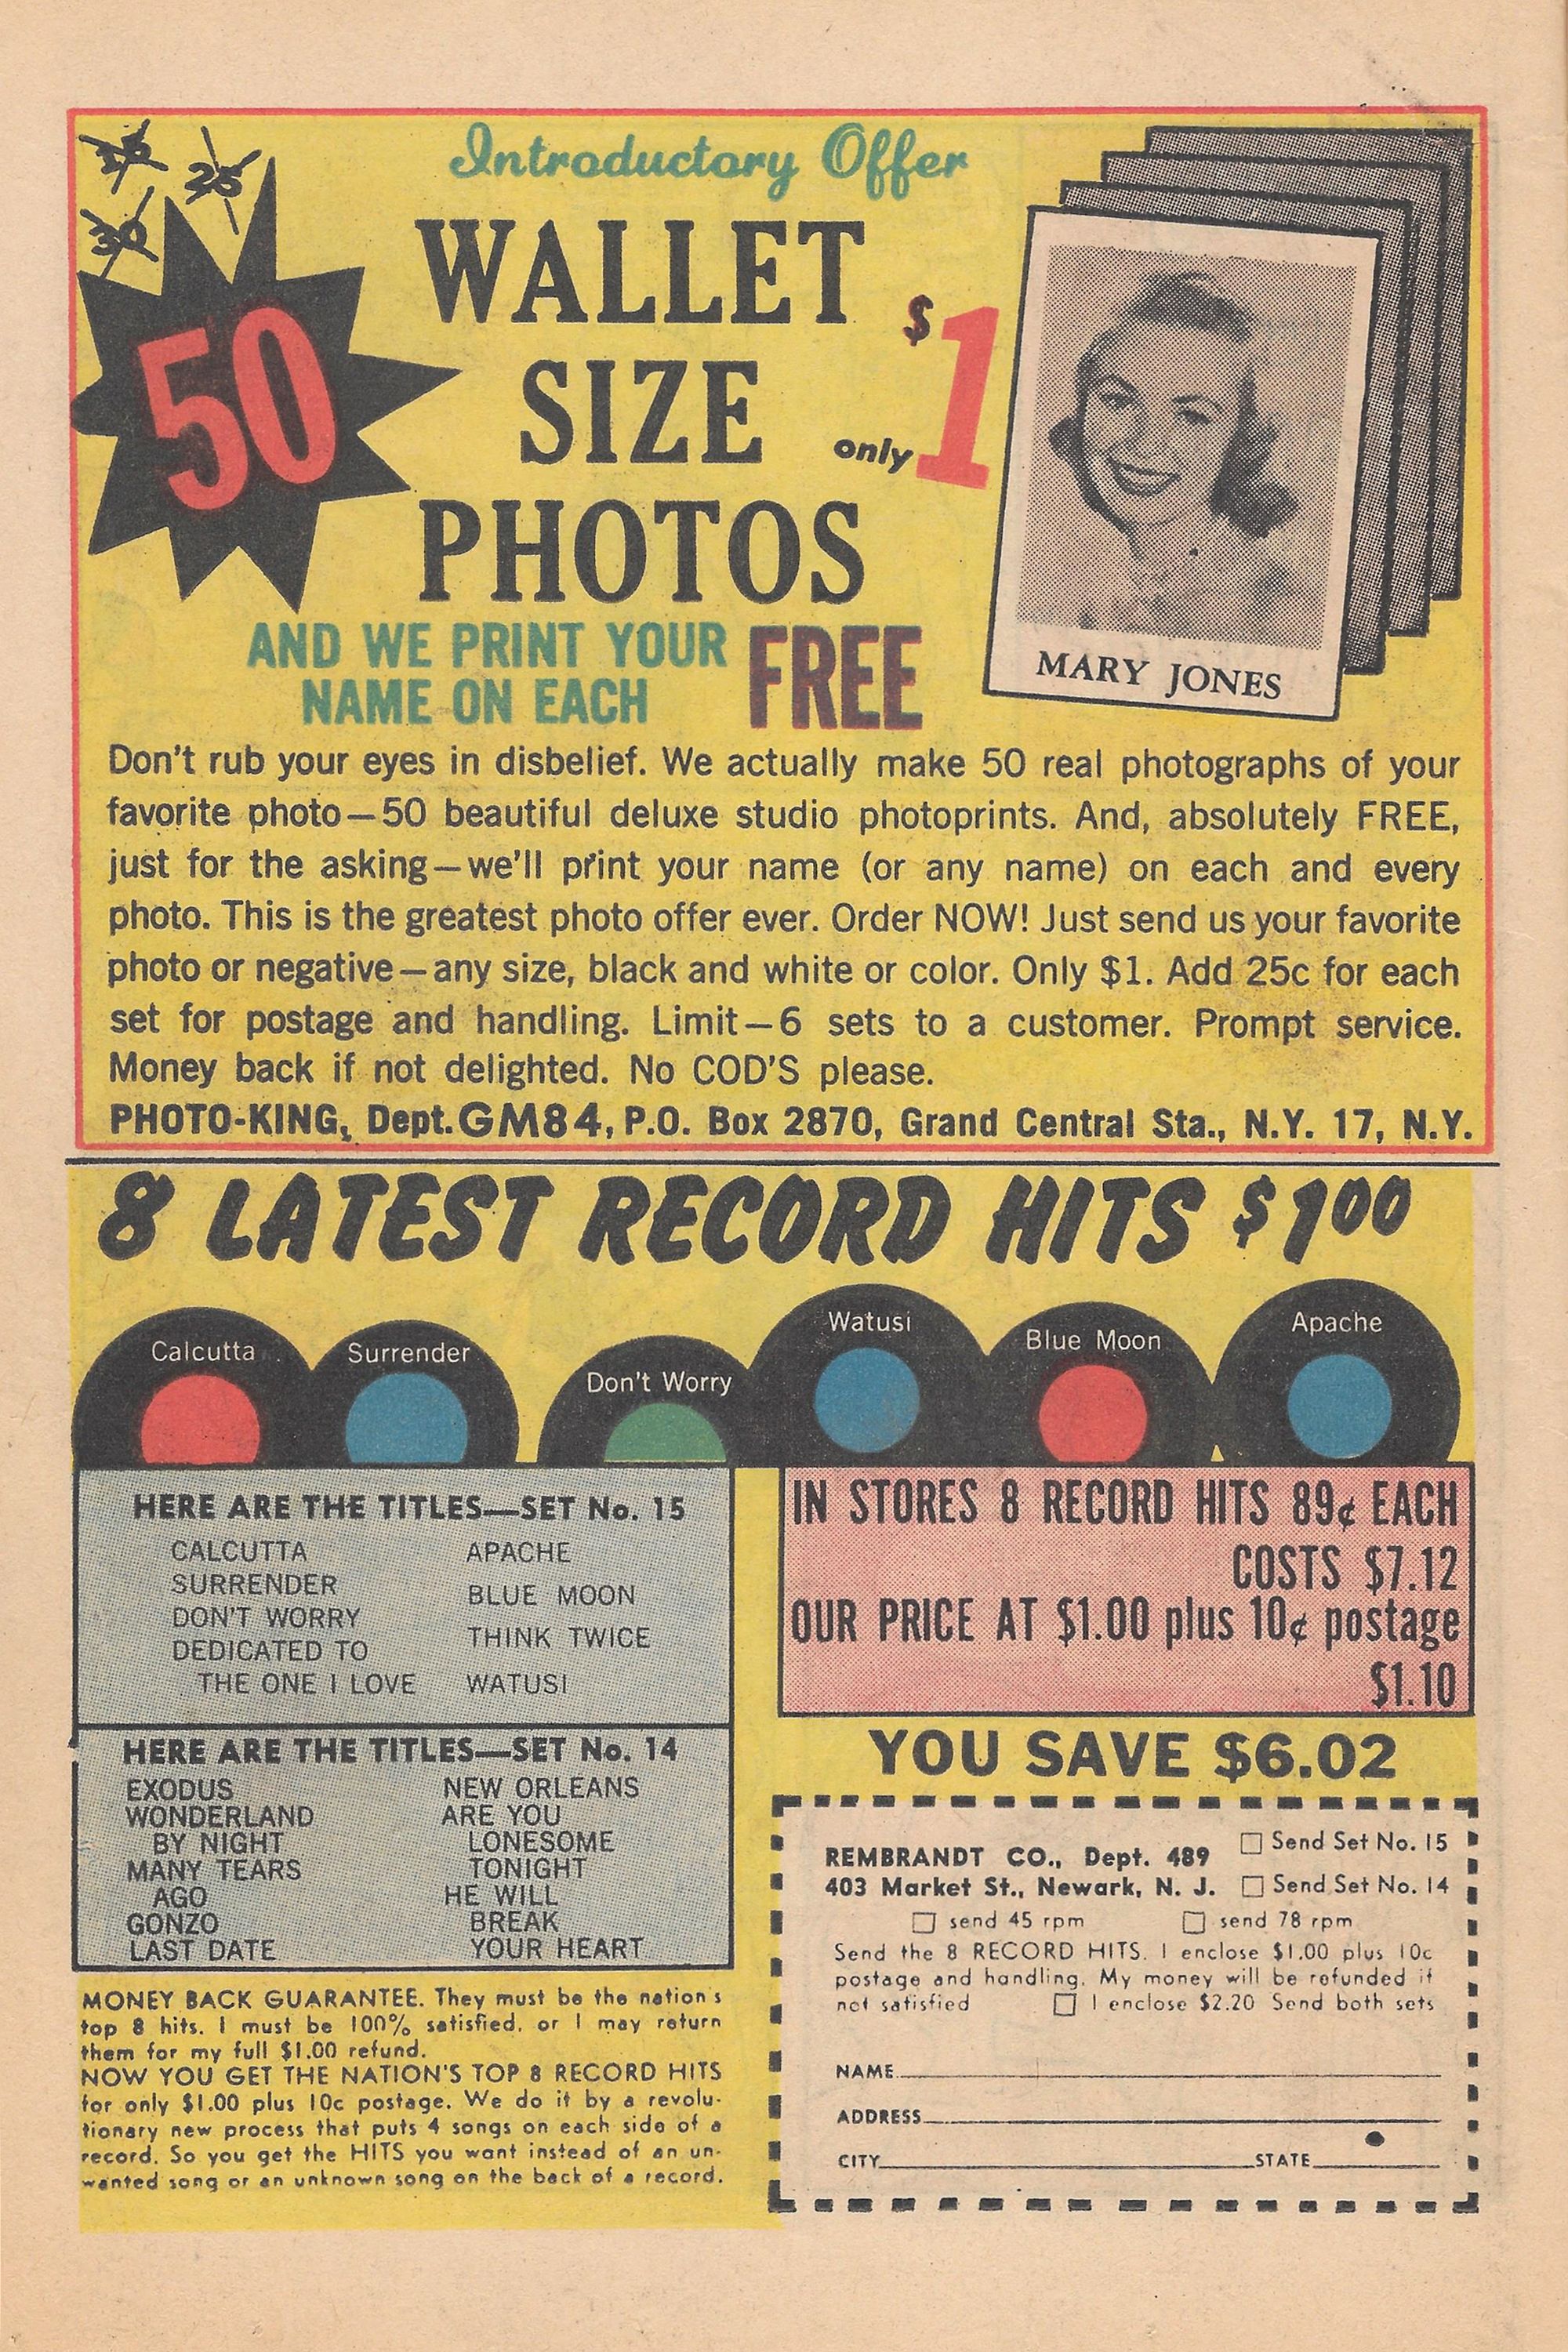 16
25
30
50
Introductory Offer
WALLET
SIZE
PHOTOS
only $1
AND WE PRINT YOUR
NAME ON EACH
FREE
MARY JONES
Don't rub your eyes in disbelief. We actually make 50 real photographs of your
favorite photo—50 beautiful deluxe studio photoprints. And, absolutely FREE,
just for the asking—we'll print your name (or any name) on each and every
photo. This is the greatest photo offer ever. Order NOW! Just send us your favorite
photo or negative—any size, black and white or color. Only $1. Add 25c for each
set for postage and handling. Limit—6 sets to a customer. Prompt service.
Money back if not delighted. No COD'S please.
PHOTO-KING, Dept. GM84, P.O. Box 2870, Grand Central Sta., N.Y. 17, N.Y.
8 LATEST RECORD HITS $1.00
Calcutta
Surrender
Don't Worry
Watusi
Blue Moon
Apache
HERE ARE THE TITLES—SET No. 15
CALCUTTA
SURRENDER
DON'T WORRY
DEDICATED TO
THE ONE I LOVE
APACHE
BLUE MOON
THINK TWICE
WATUSI
HERE ARE THE TITLES—SET No. 14
EXODUS
WONDERLAND
BY NIGHT
MANY TEARS
AGO
GONZO
LAST DATE
NEW ORLEANS
ARE YOU
LONESOME
TONIGHT
HE WILL
BREAK
YOUR HEART
MONEY BACK GUARANTEE. They must be the nation's
top 8 hits. I must be 100% satisfied, or I may return
them for my full $1.00 refund.
NOW YOU GET THE NATION'S TOP 8 RECORD HITS
for only $1.00 plus 10c postage. We do it by a revolu-
tionary new process that puts 4 songs on each side of a
record. So you get the HITS you want instead of an un-
wanted song or an unknown song on the back of a record.
IN STORES 8 RECORD HITS 89¢ EACH
COSTS $7.12
OUR PRICE AT $1.00 plus 10¢ postage
$1.10
YOU SAVE $6.02
REMBRANDT CO., Dept. 489
403 Market St., Newark, N. J.
Send Set No. 15
Send Set No. 14
send 45 rpm
send 78 rpm
Send the 8 RECORD HITS. I enclose $1.00 plus 10c
postage and handling. My money will be refunded if
not satisfied
I enclose $2.20 Send both sets
NAME
ADDRESS
CITY STATE